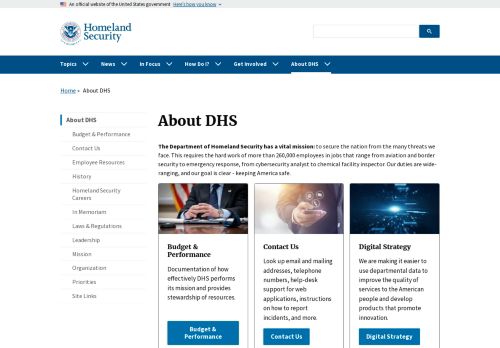 An official website of the United States government Here's how you know
Homeland
Security
Topics
News
In Focus
How Do I?
Get Involved
About DHS
Home
About DHS
About DHS
Budget & Performance
Contact Us
Employee Resources
History
Homeland Security
Careers
In Memoriam
Laws & Regulations
Leadership
Mission
Organization
Priorities
Site Links
About DHS
The Department of Homeland Security has a vital mission: to secure the nation from the many threats we
face. This requires the hard work of more than 260,000 employees in jobs that range from aviation and border
security to emergency response, from cybersecurity analyst to chemical facility inspector. Our duties are wide-
ranging, and our goal is clear - keeping America safe.
Budget &
Performance
Documentation of how
effectively DHS performs
its mission and provides
stewardship of resources.
Budget &
Performance
Contact Us
Look up email and mailing
addresses, telephone
numbers, help-desk
support for web
applications, instructions
on how to report
incidents, and more.
Contact Us
Digital Strategy
We are making it easier to
use departmental data to
improve the quality of
services to the American
people and develop
products that promote
innovation.
Digital Strategy